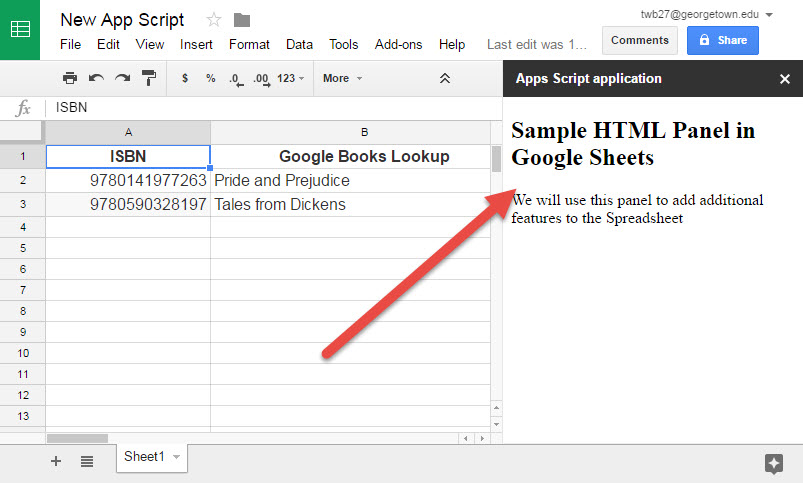 New App Script
twb27@georgetown.edu
File Edit View Insert Format Data Tools Add-ons Help Last edit was 1...
Comments
Share
$ % .0 .00 123 More
Apps Script application
fx ISBN
A B
1 ISBN Google Books Lookup
2 9780141977263 Pride and Prejudice
3 9780590328197 Tales from Dickens
4
5
6
7
8
9
10
11
12
13
Sample HTML Panel in
Google Sheets
We will use this panel to add additional
features to the Spreadsheet
Sheet1